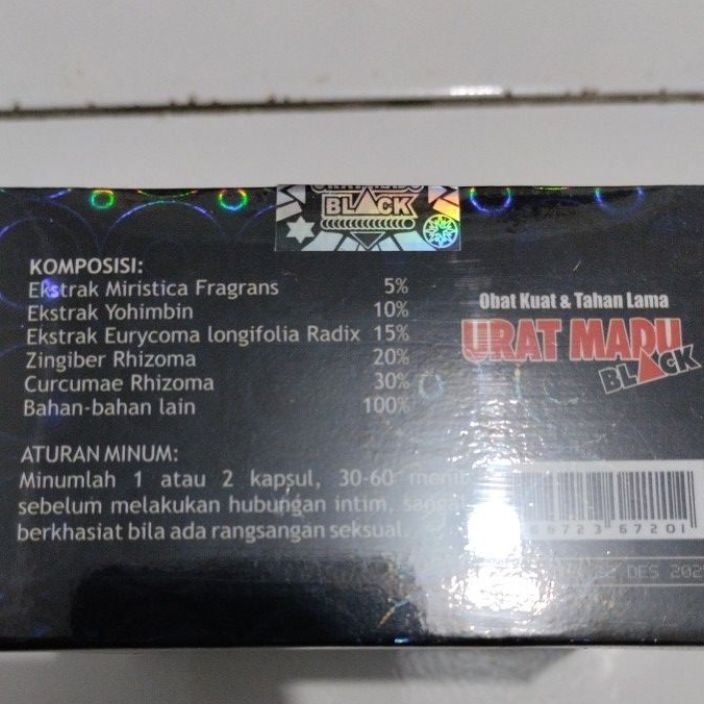 BLACK
KOMPOSISI:
Ekstrak Miristica Fragrans 5%
Ekstrak Yohimbin 10%
Ekstrak Eurycoma longifolia Radix 15%
Zingiber Rhizoma 20%
Curcumae Rhizoma 30%
Bahan-bahan lain 100%
ATURAN MINUM:
Minumlah 1 atau 2 kapsul, 30-60
sebelum melakukan hubungan intim,
berkhasiat bila ada rangsangan seksual.
Obat Kuat & Tahan Lama
URAT MADU
BLACK
6723 67201
DES